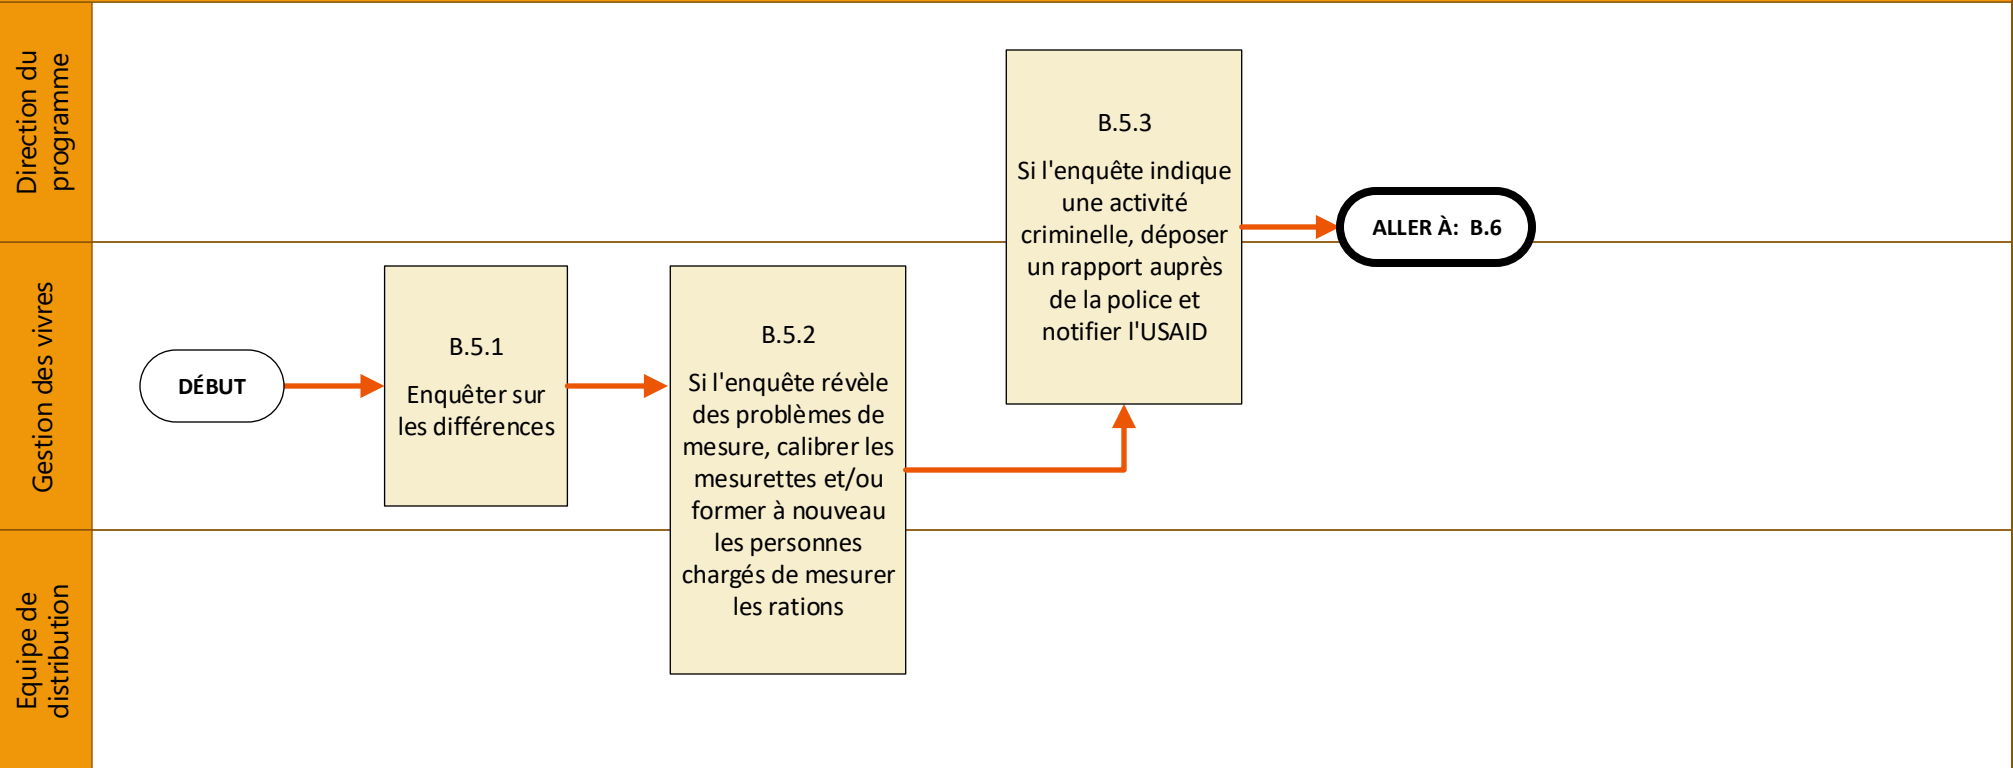 Direction du
programme
Gestion des vivres
Equipe de
distribution
DÉBUT
B.5.1
Enquêter sur
les différences
B.5.2
Si l'enquête révèle
des problèmes de
mesure, calibrer les
mesurettes et/ou
former à nouveau
les personnes
chargés de mesurer
les rations
B.5.3
Si l'enquête indique
une activité
criminelle, déposer
un rapport auprès
de la police et
notifier l'USAID
ALLER À: B.6